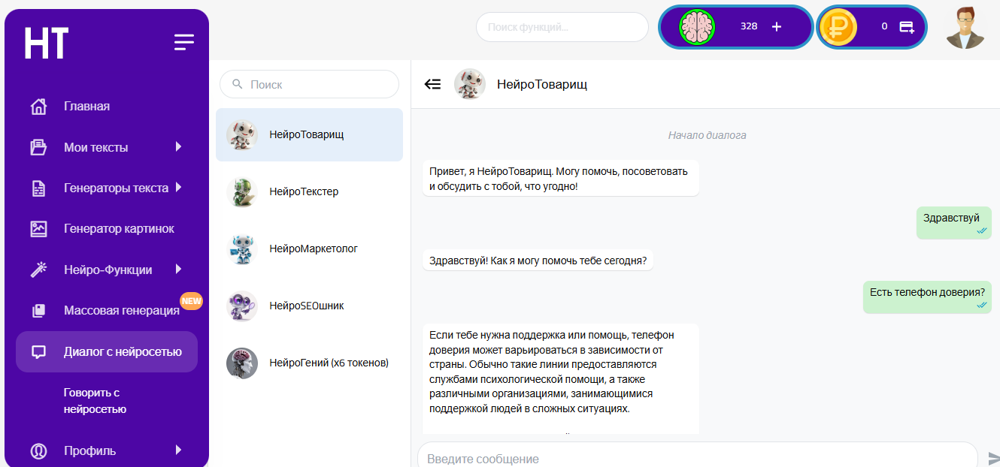 НТ
Поиск функций...
328
0
Главная
Мои тексты
Генераторы текста
Генератор картинок
Нейро-Функции
NEW
Массовая генерация
Диалог с нейросетью
Говорить с
нейросетью
Профиль
Поиск
НейроТоварищ
НейроТекстер
НейроМаркетолог
НейроSEOшник
НейроГений (x6 токенов)
НейроТоварищ
Начало диалога
Привет, я НейроТоварищ. Могу помочь, посоветовать
и обсудить с тобой, что угодно!
Здравствуй
Здравствуй! Как я могу помочь тебе сегодня?
Есть телефон доверия?
Если тебе нужна поддержка или помощь, телефон
доверия может варьироваться в зависимости от
страны. Обычно такие линии предоставляются
службами психологической помощи, а также
различными организациями, занимающимися
поддержкой людей в сложных ситуациях.
Введите сообщение